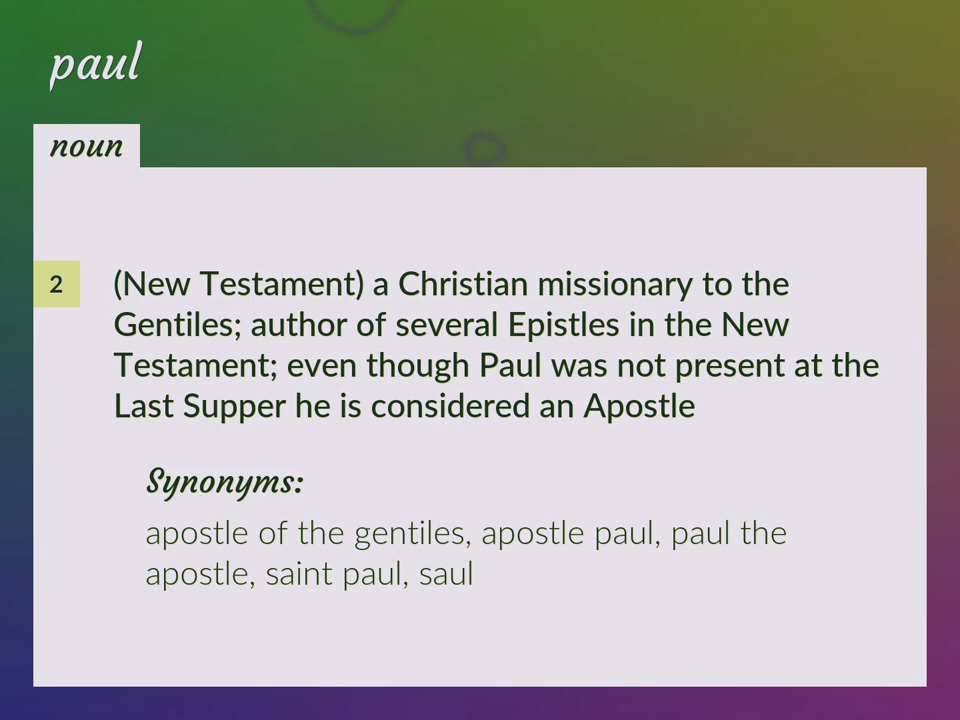 paul
noun
2
(New Testament) a Christian missionary to the
Gentiles; author of several Epistles in the New
Testament; even though Paul was not present at the
Last Supper he is considered an Apostle
Synonyms:
apostle of the gentiles, apostle paul, paul the
apostle, saint paul, saul